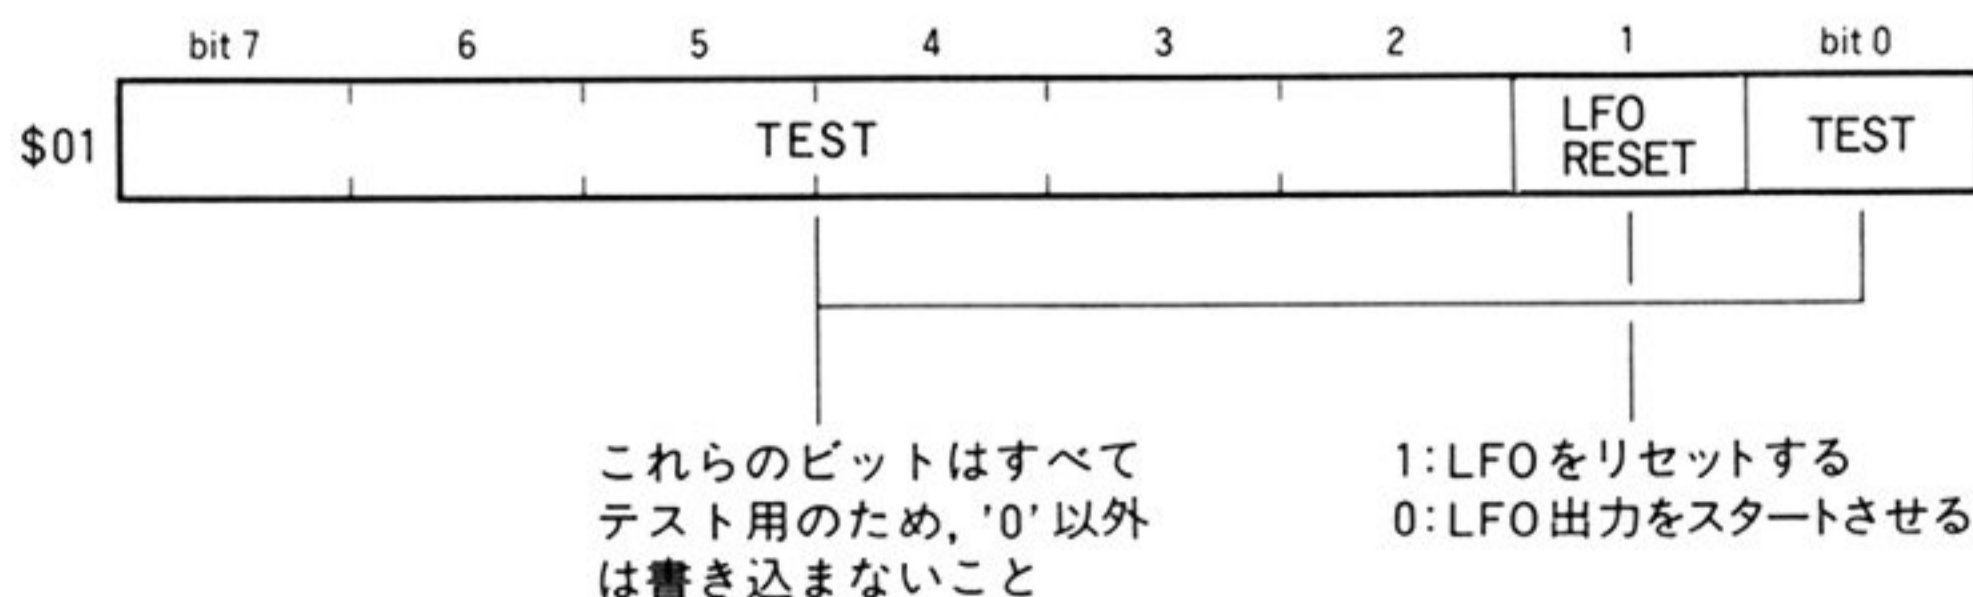 bit 7 6 5 4 3 2 1 bit 0
$01 TEST LFO RESET TEST
これらのビットはすべて
テスト用のため, '0' 以外
は書き込まないこと
1:LFOをリセットする
0:LFO出力をスタートさせる